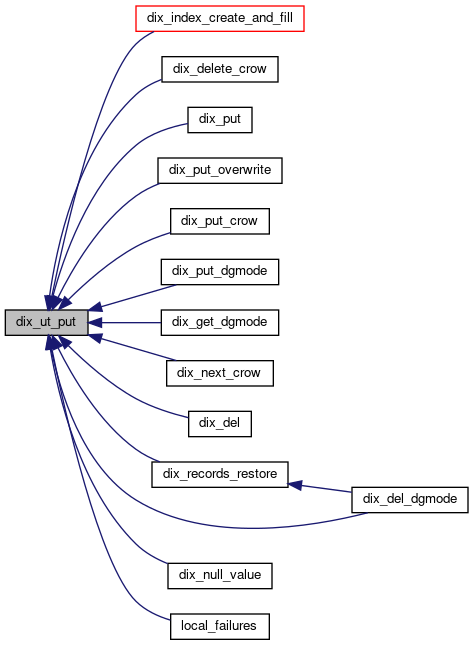 dix_index_create_and_fill
dix_delete_crow
dix_put
dix_put_overwrite
dix_put_crow
dix_put_dgmode
dix_ut_put
dix_get_dgmode
dix_next_crow
dix_del
dix_records_restore
dix_del_dgmode
dix_null_value
local_failures